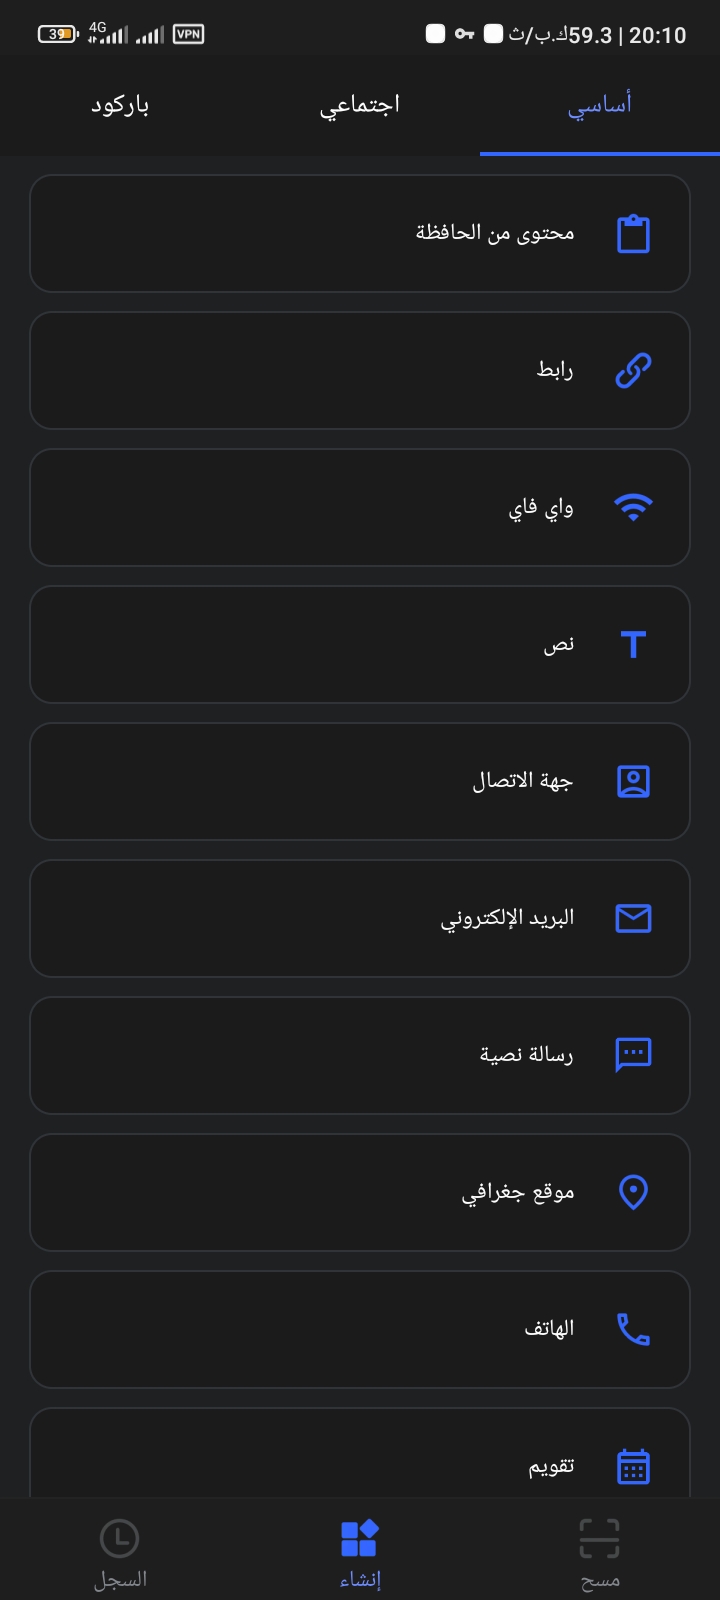 20:10 | 59.3ك.ب/ث
VPN 4G 39
أساسي اجتماعي باركود
محتوى من الحافظة
رابط
واي فاي
نص
جهة الاتصال
البريد الإلكتروني
رسالة نصية
موقع جغرافي
الهاتف
تقويم
مسح إنشاء السجل